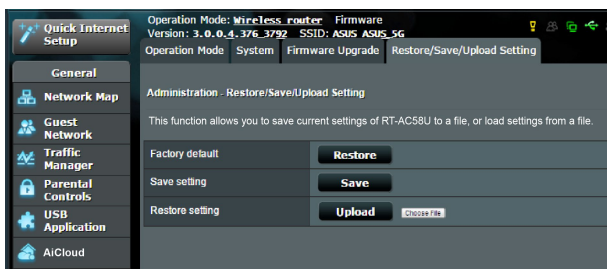 Quick Internet
Setup
Operation Mode: Wireless router Firmware
Version: 3.0.0.4.376_3792 SSID: ASUS ASUS_5G
Operation Mode System Firmware Upgrade Restore/Save/Upload Setting
General
Network Map
Guest
Network
Traffic
Manager
Parental
Controls
USB
Application
AiCloud
Administration - Restore/Save/Upload Setting
This function allows you to save current settings of RT-AC58U to a file, or load settings from a file.
Factory default Restore
Save setting Save
Restore setting Upload Choose File